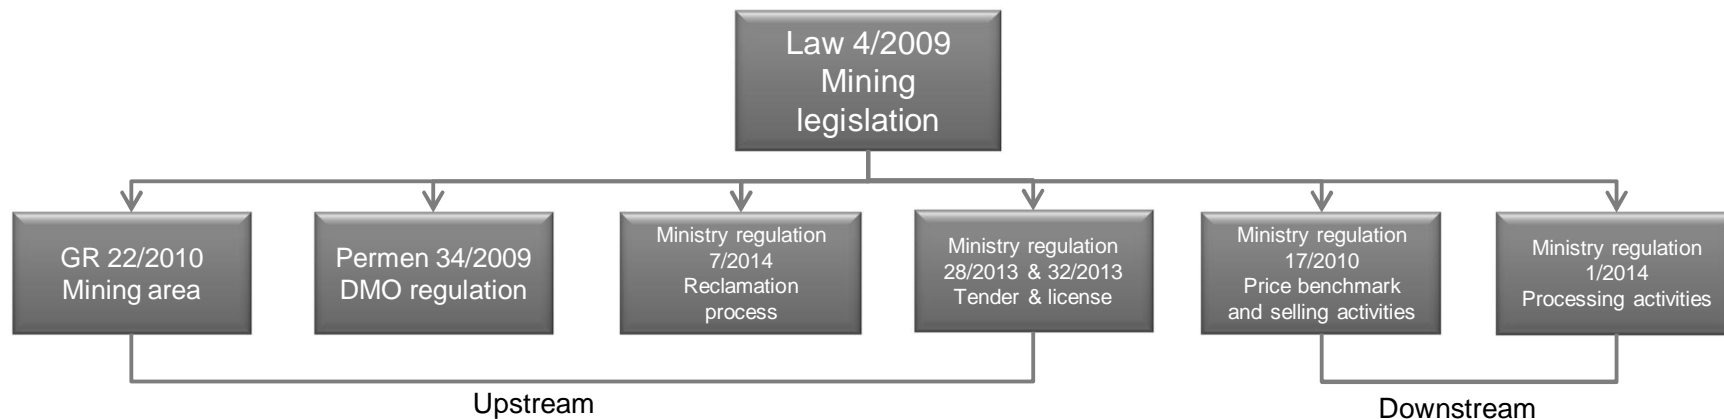 Law 4/2009
Mining
legislation
GR 22/2010
Mining area
Permen 34/2009
DMO regulation
Ministry regulation
7/2014
Reclamation
process
Ministry regulation
28/2013 & 32/2013
Tender & license
Ministry regulation
17/2010
Price benchmark
and selling activities
Ministry regulation
1/2014
Processing activities
Upstream
Downstream